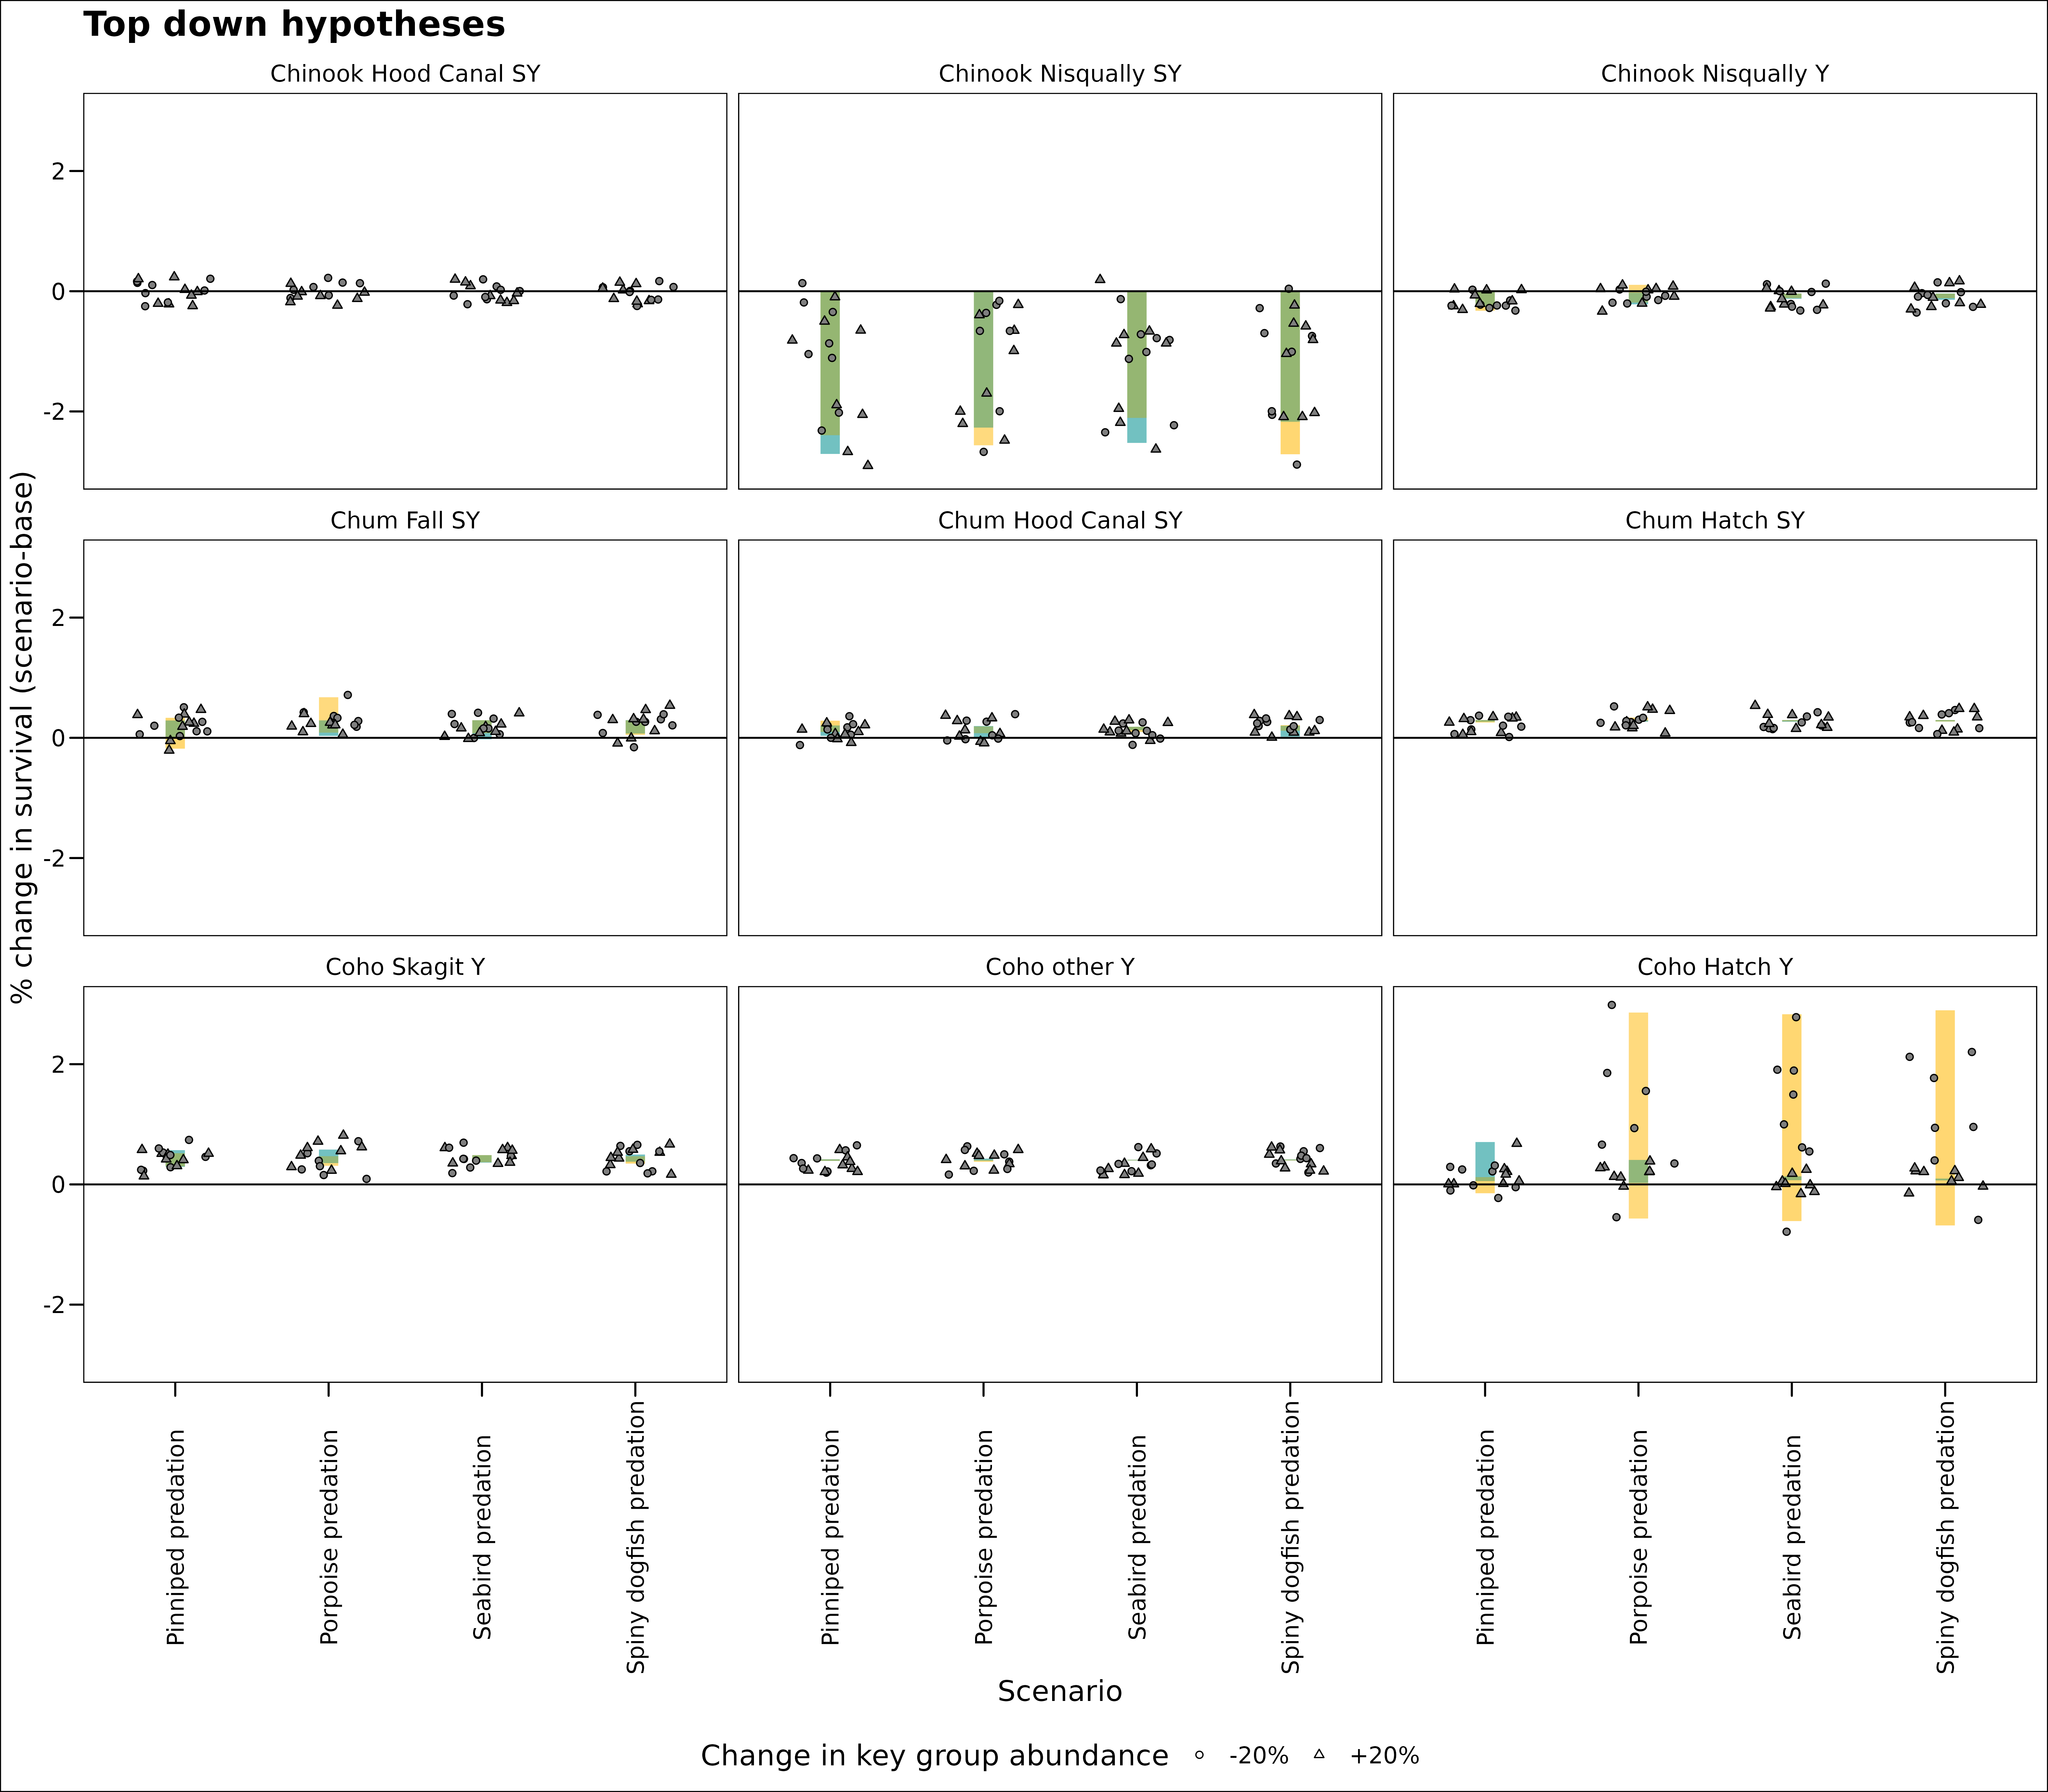 Top down hypotheses
Chinook Hood Canal SY
Chinook Nisqually SY
Chinook Nisqually Y
2
0
-2
Chum Fall SY
Chum Hood Canal SY
Chum Hatch SY
2
0
-2
Coho Skagit Y
Coho other Y
Coho Hatch Y
2
0
-2
% change in survival (scenario-base)
Pinniped predation
Porpoise predation
Seabird predation
Spiny dogfish predation
Pinniped predation
Porpoise predation
Seabird predation
Spiny dogfish predation
Pinniped predation
Porpoise predation
Seabird predation
Spiny dogfish predation
Scenario
Change in key group abundance -20% +20%